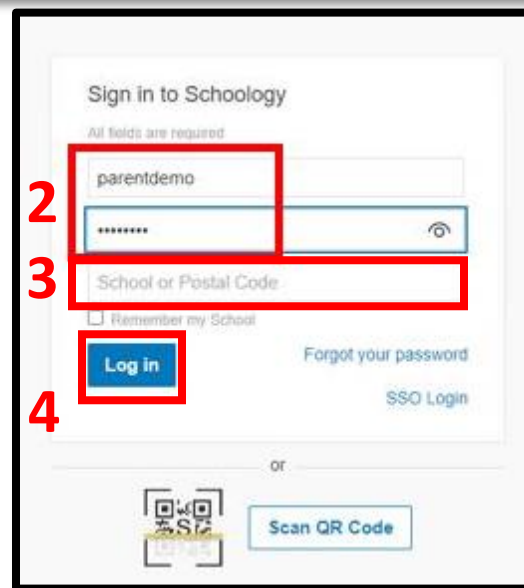 Sign in to Schoology
All fields are required
2
parentdemo
••••••••
3
School or Postal Code
Remember my School
Log in
Forgot your password
4
SSO Login
or
Scan QR Code